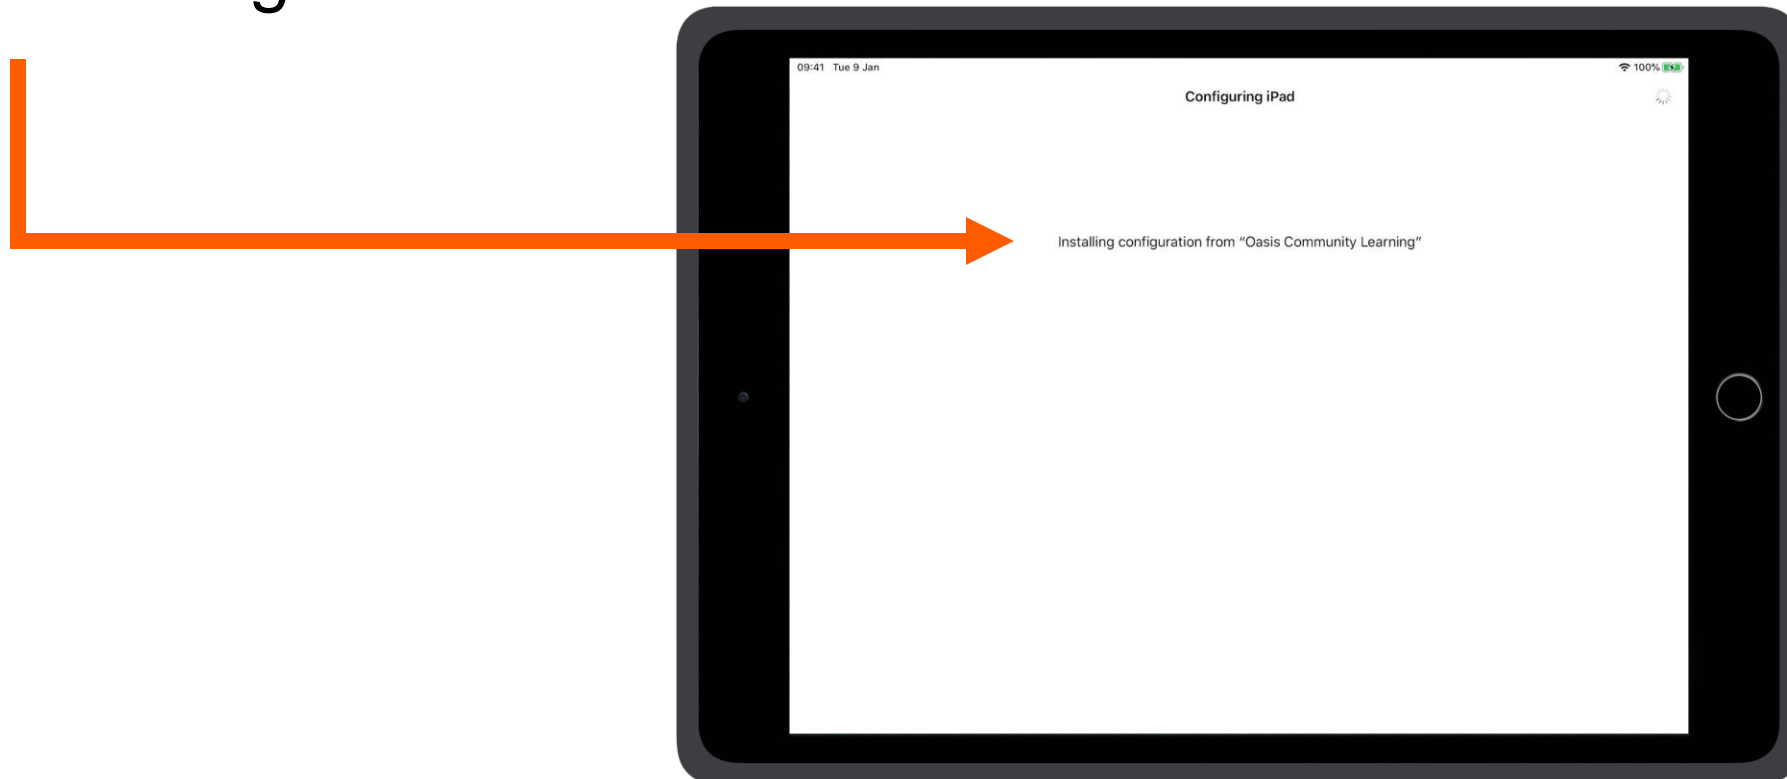 09:41 Tue 9 Jan 100%
Configuring iPad
Installing configuration from “Oasis Community Learning”